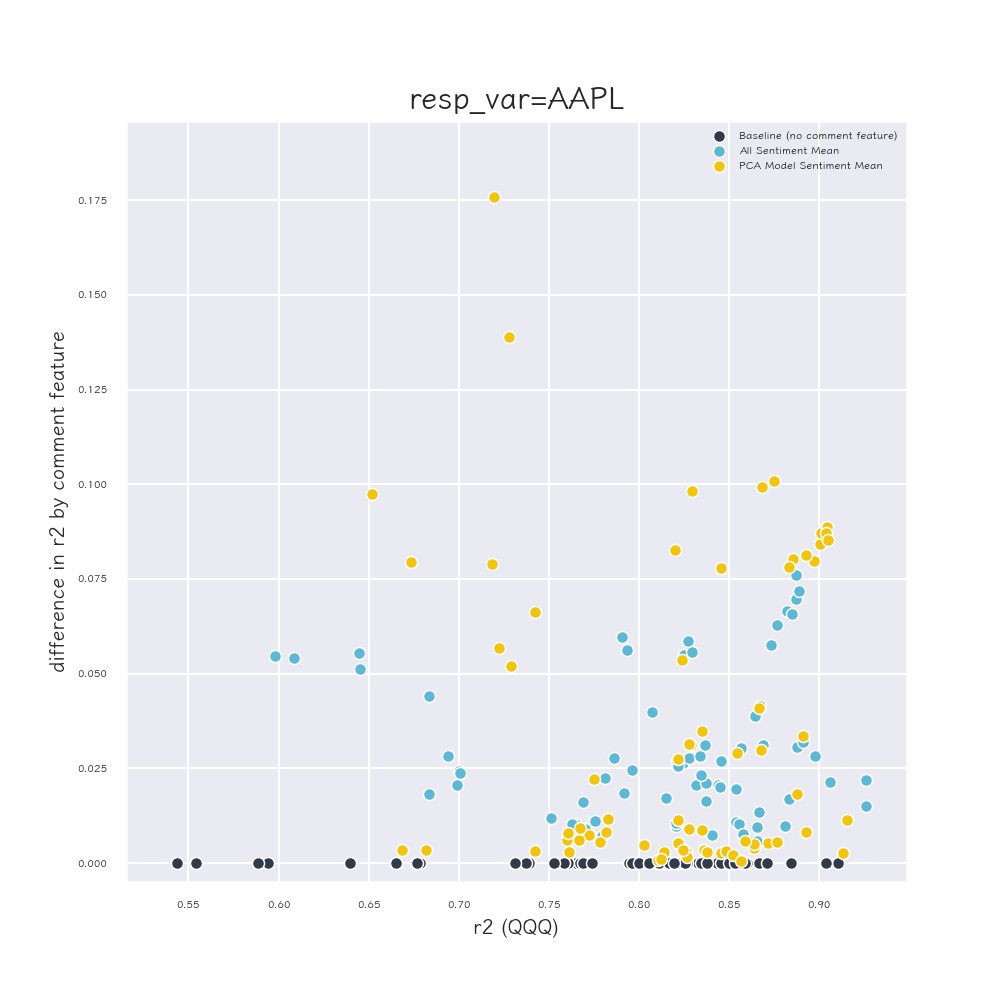 resp_var=AAPL
Baseline (no comment feature)
All Sentiment Mean
PCA Model Sentiment Mean
difference in r2 by comment feature
0.175
0.150
0.125
0.100
0.075
0.050
0.025
0.000
0.55 0.60 0.65 0.70 0.75 0.80 0.85 0.90
r2 (QQQ)